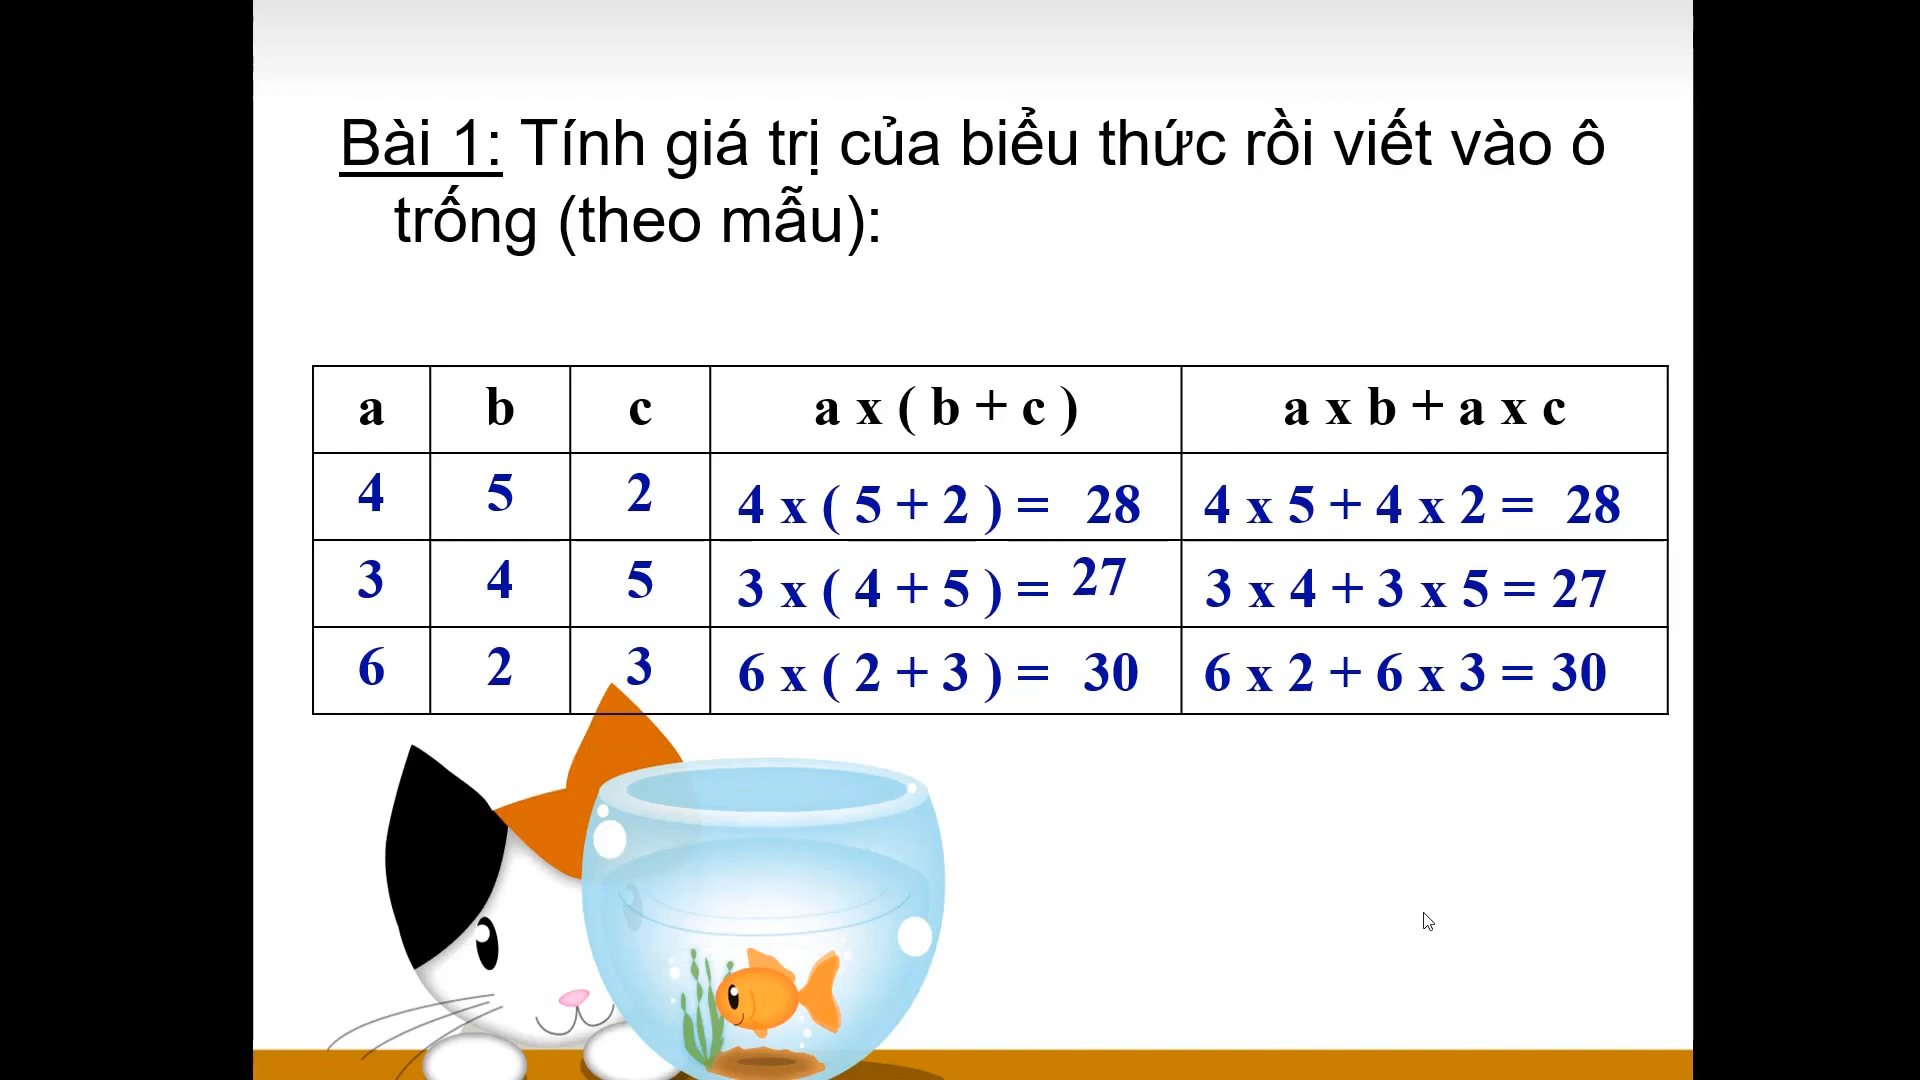 Bài 1: Tính giá trị của biểu thức rồi viết vào ô
trống (theo mẫu):
a b c a x ( b + c ) a x b + a x c
4 5 2 4 x ( 5 + 2 ) = 28 4 x 5 + 4 x 2 = 28
3 4 5 3 x ( 4 + 5 ) = 27 3 x 4 + 3 x 5 = 27
6 2 3 6 x ( 2 + 3 ) = 30 6 x 2 + 6 x 3 = 30